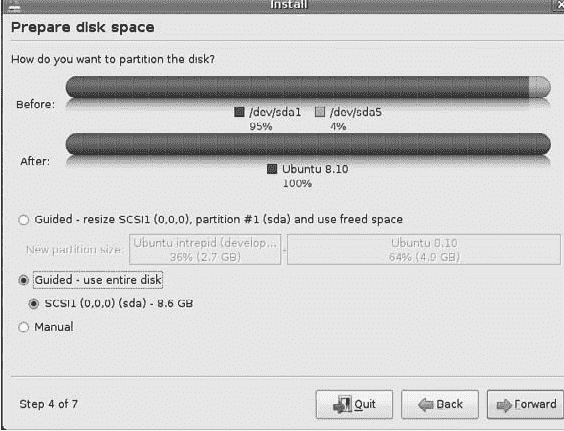 Install
Prepare disk space
How do you want to partition the disk?
Before:
/dev/sda1 /dev/sda5
95% 4%
After:
Ubuntu 8.10
100%
Guided - resize SCSI1 (0,0,0), partition #1 (sda) and use freed space
New partition size: Ubuntu intrepid (develop... Ubuntu 8.10
36% (2.7 GB) 64% (4.9 GB)
Guided - use entire disk
SCSI1 (0,0,0) (sda) - 8.6 GB
Manual
Step 4 of 7 Quit Back Forward